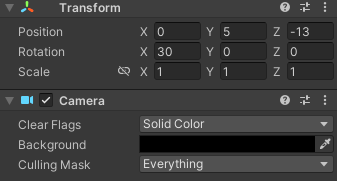 Transform
Position X 0 Y 5 Z -13
Rotation X 30 Y 0 Z 0
Scale X 1 Y 1 Z 1
Camera
Clear Flags Solid Color
Background
Culling Mask Everything